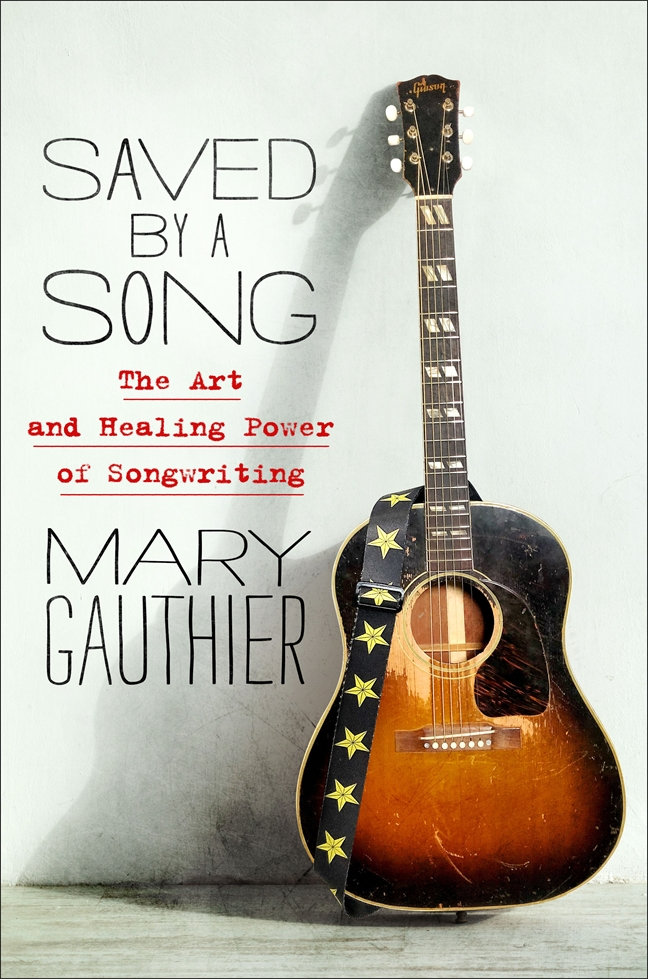 Gibson
SAVED
BY A
SONG
The Art
and Healing Power
of Songwriting
MARY
GAUTHIER